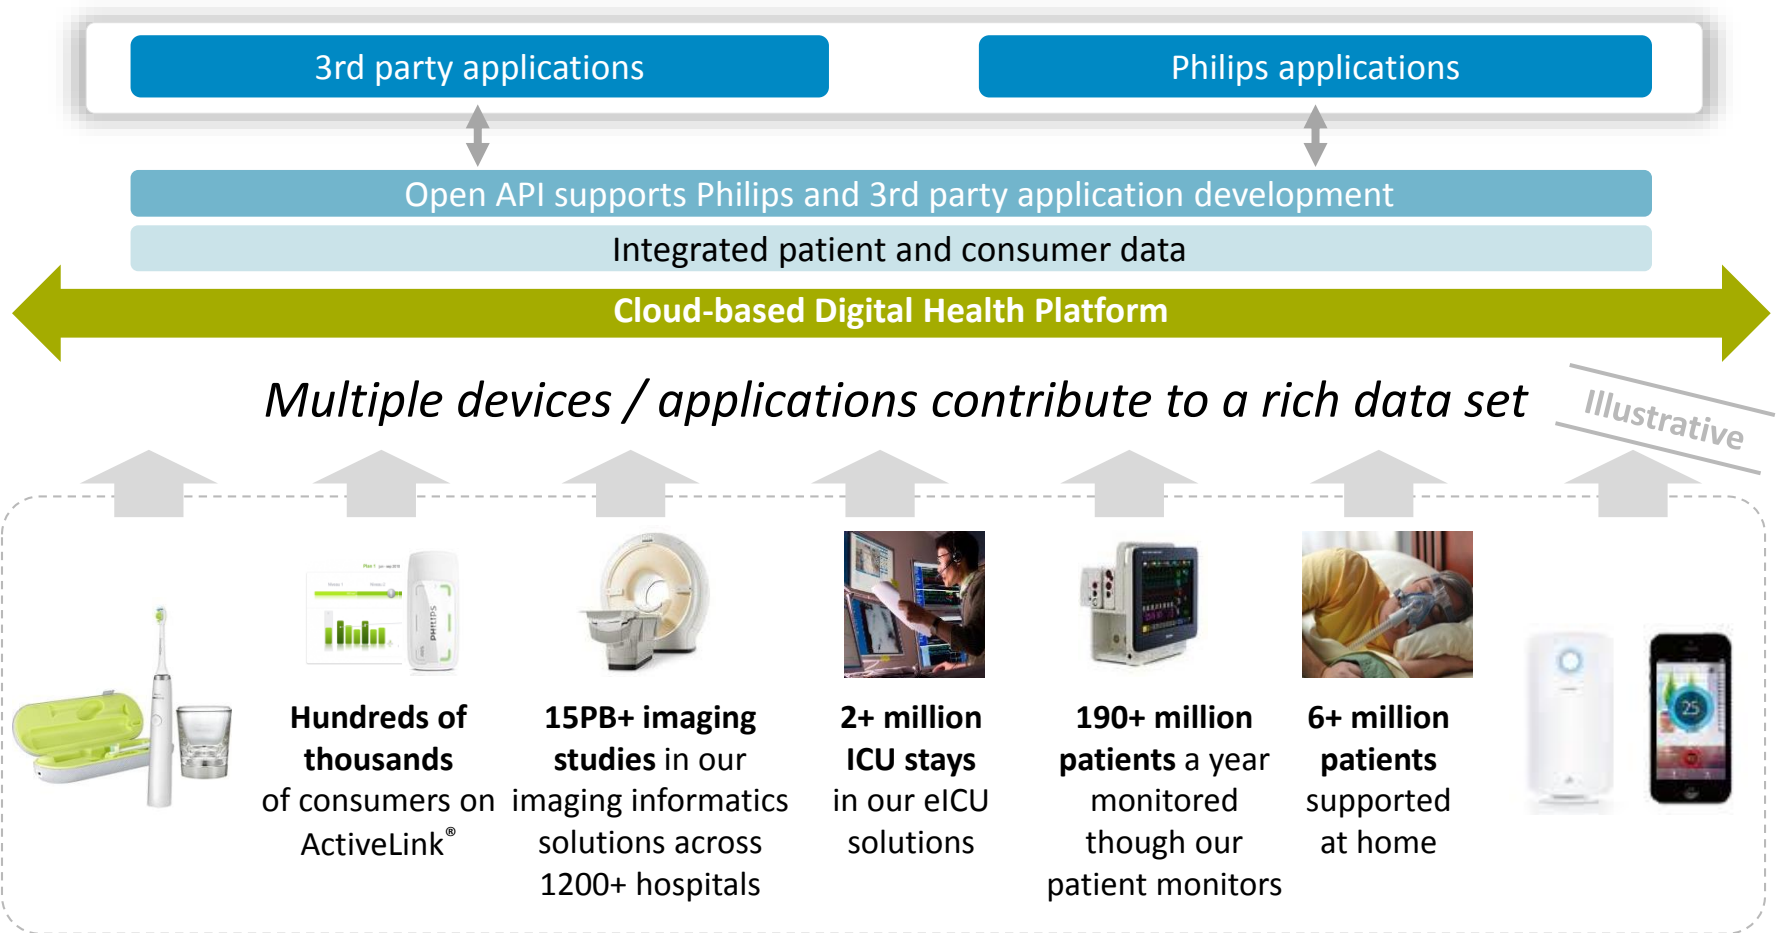 3rd party applications
Philips applications
Open API supports Philips and 3rd party application development
Integrated patient and consumer data
Cloud-based Digital Health Platform
Multiple devices / applications contribute to a rich data set
Illustrative
PHILIPS
25
Hundreds of
thousands
of consumers on
ActiveLink®
15PB+ imaging
studies in our
imaging informatics
solutions across
1200+ hospitals
2+ million
ICU stays
in our eICU
solutions
190+ million
patients a year
monitored
though our
patient monitors
6+ million
patients
supported
at home